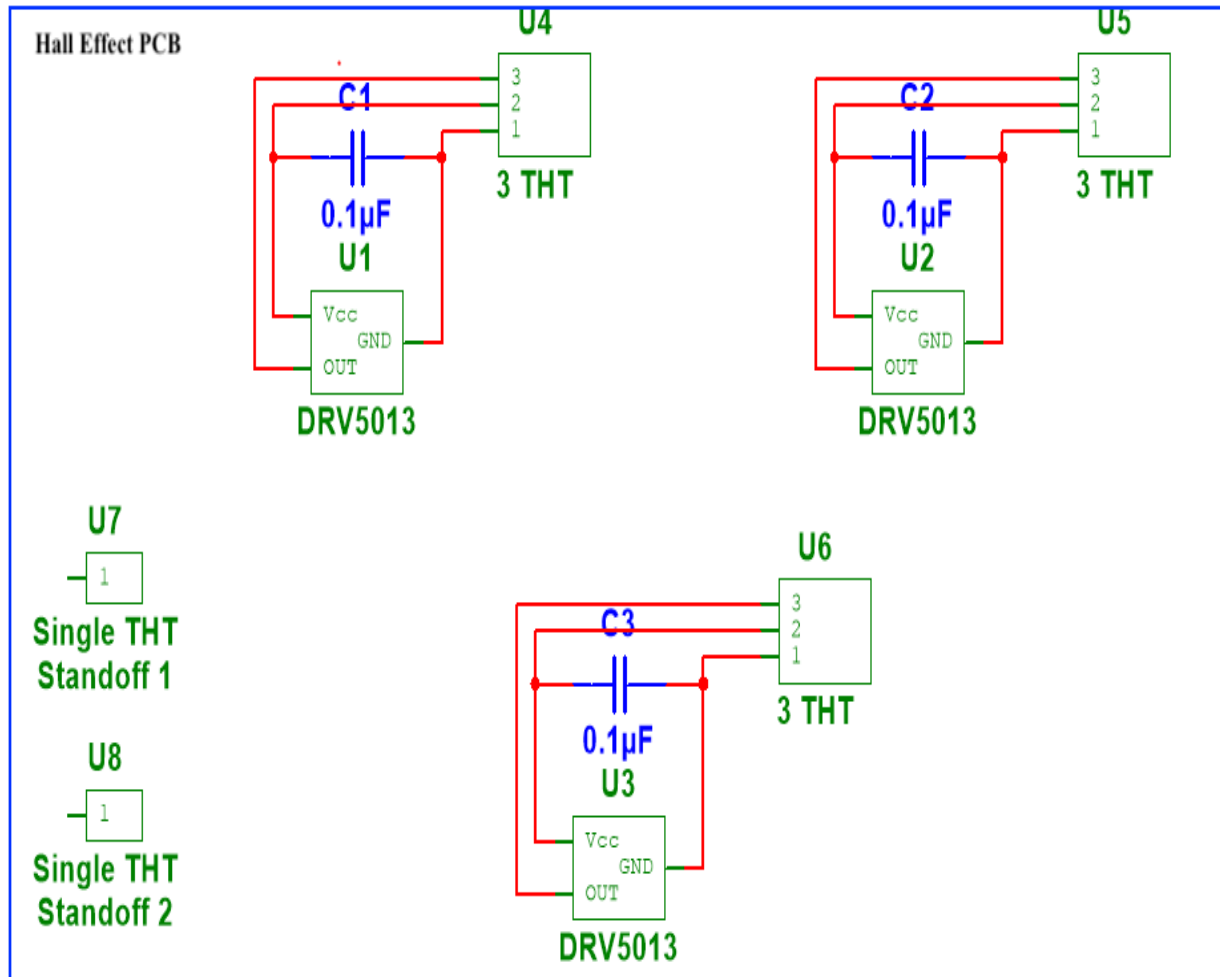 Hall Effect PCB
U4
3
2
1
3 THT
C1
0.1µF
U1
Vcc
GND
OUT
DRV5013
U5
3
2
1
3 THT
C2
0.1µF
U2
Vcc
GND
OUT
DRV5013
U7
1
Single THT
Standoff 1
U8
1
Single THT
Standoff 2
U6
3
2
1
3 THT
C3
0.1µF
U3
Vcc
GND
OUT
DRV5013